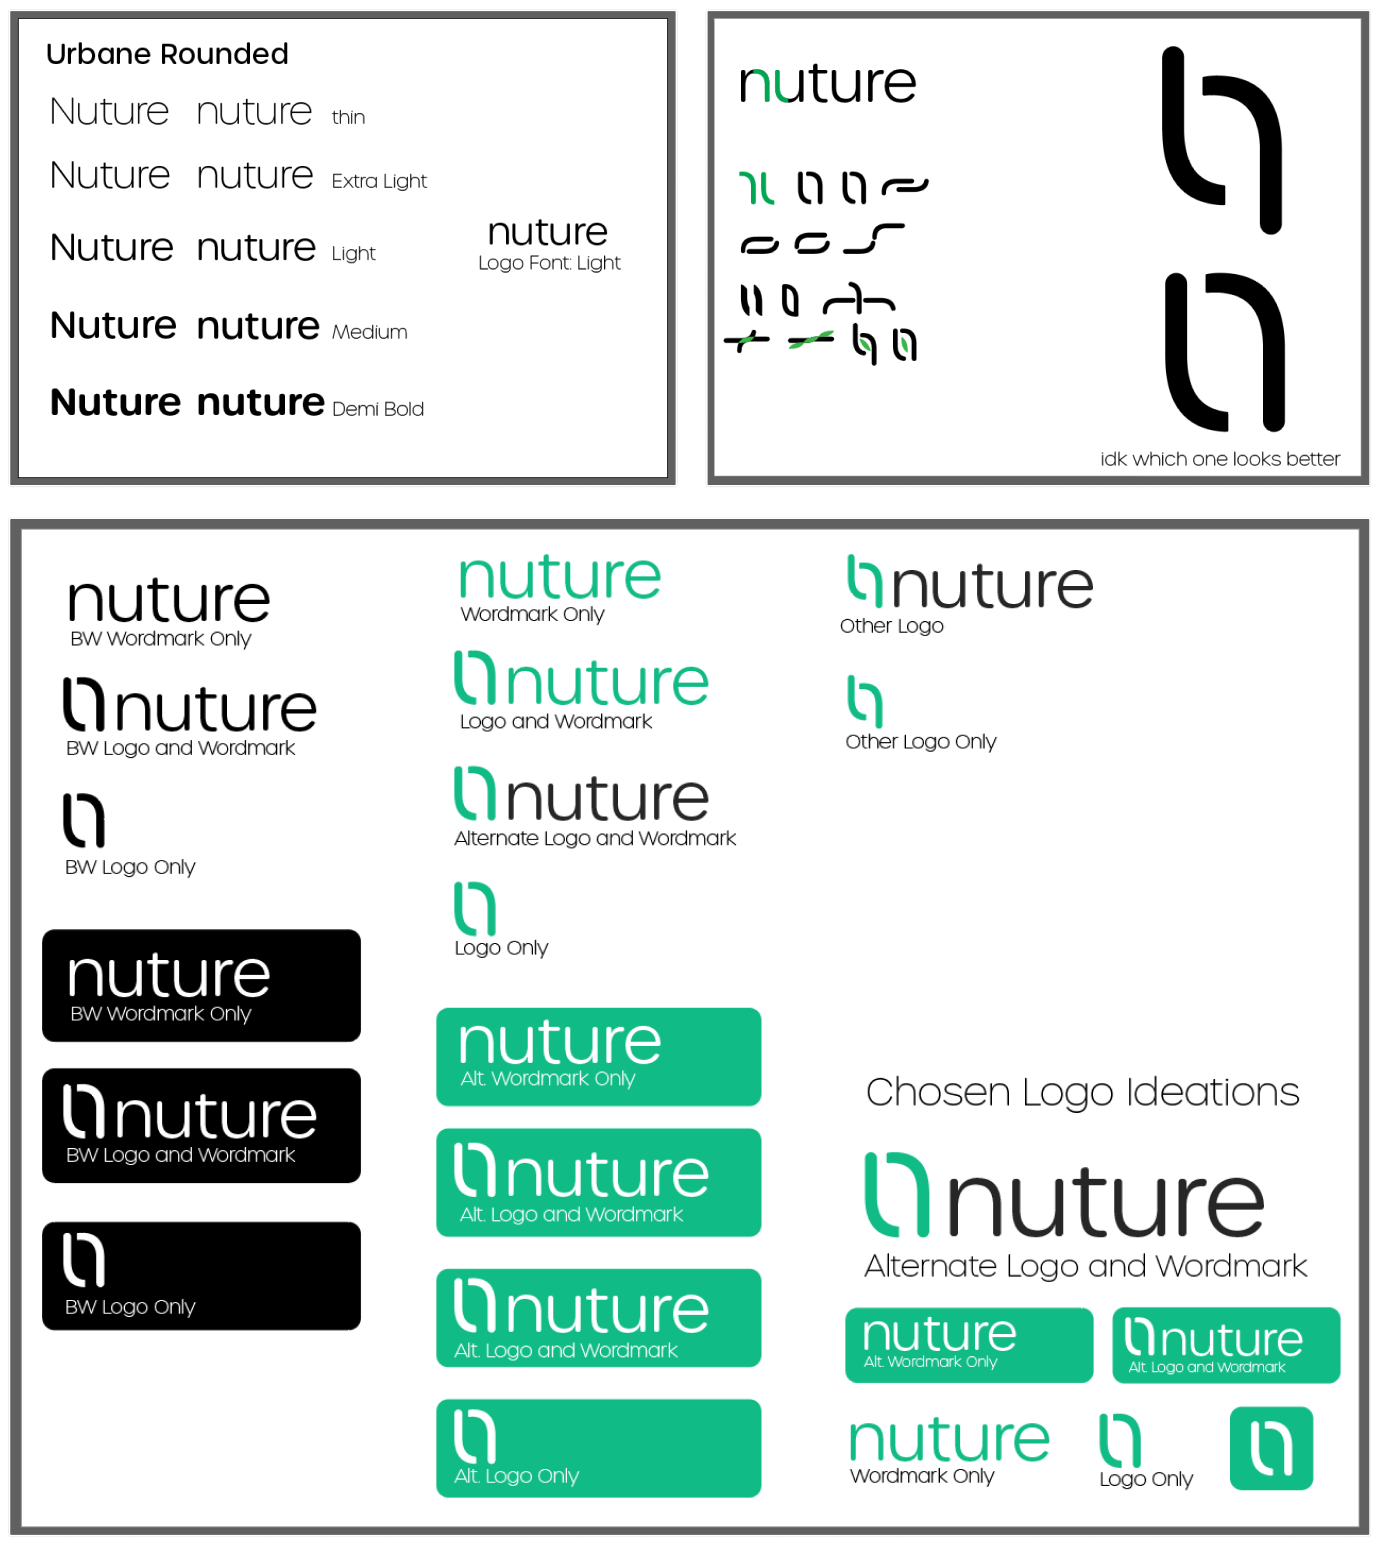 Urbane Rounded
Nuture nuture thin
Nuture nuture Extra Light
Nuture nuture Light
Nuture nuture Medium
Nuture nuture Demi Bold
nuture
Logo Font: Light
nuture
idk which one looks better
nuture
BW Wordmark Only
nuture
BW Logo and Wordmark
BW Logo Only
nuture
BW Wordmark Only
nuture
BW Logo and Wordmark
BW Logo Only
nuture
Wordmark Only
nuture
Logo and Wordmark
nuture
Alternate Logo and Wordmark
Logo Only
nuture
Alt. Wordmark Only
nuture
Alt. Logo and Wordmark
nuture
Alt. Logo and Wordmark
Alt. Logo Only
nuture
Other Logo
Other Logo Only
Chosen Logo Ideations
nuture
Alternate Logo and Wordmark
nuture
Alt. Wordmark Only
nuture
Alt. Logo and Wordmark
nuture
Wordmark Only
Logo Only